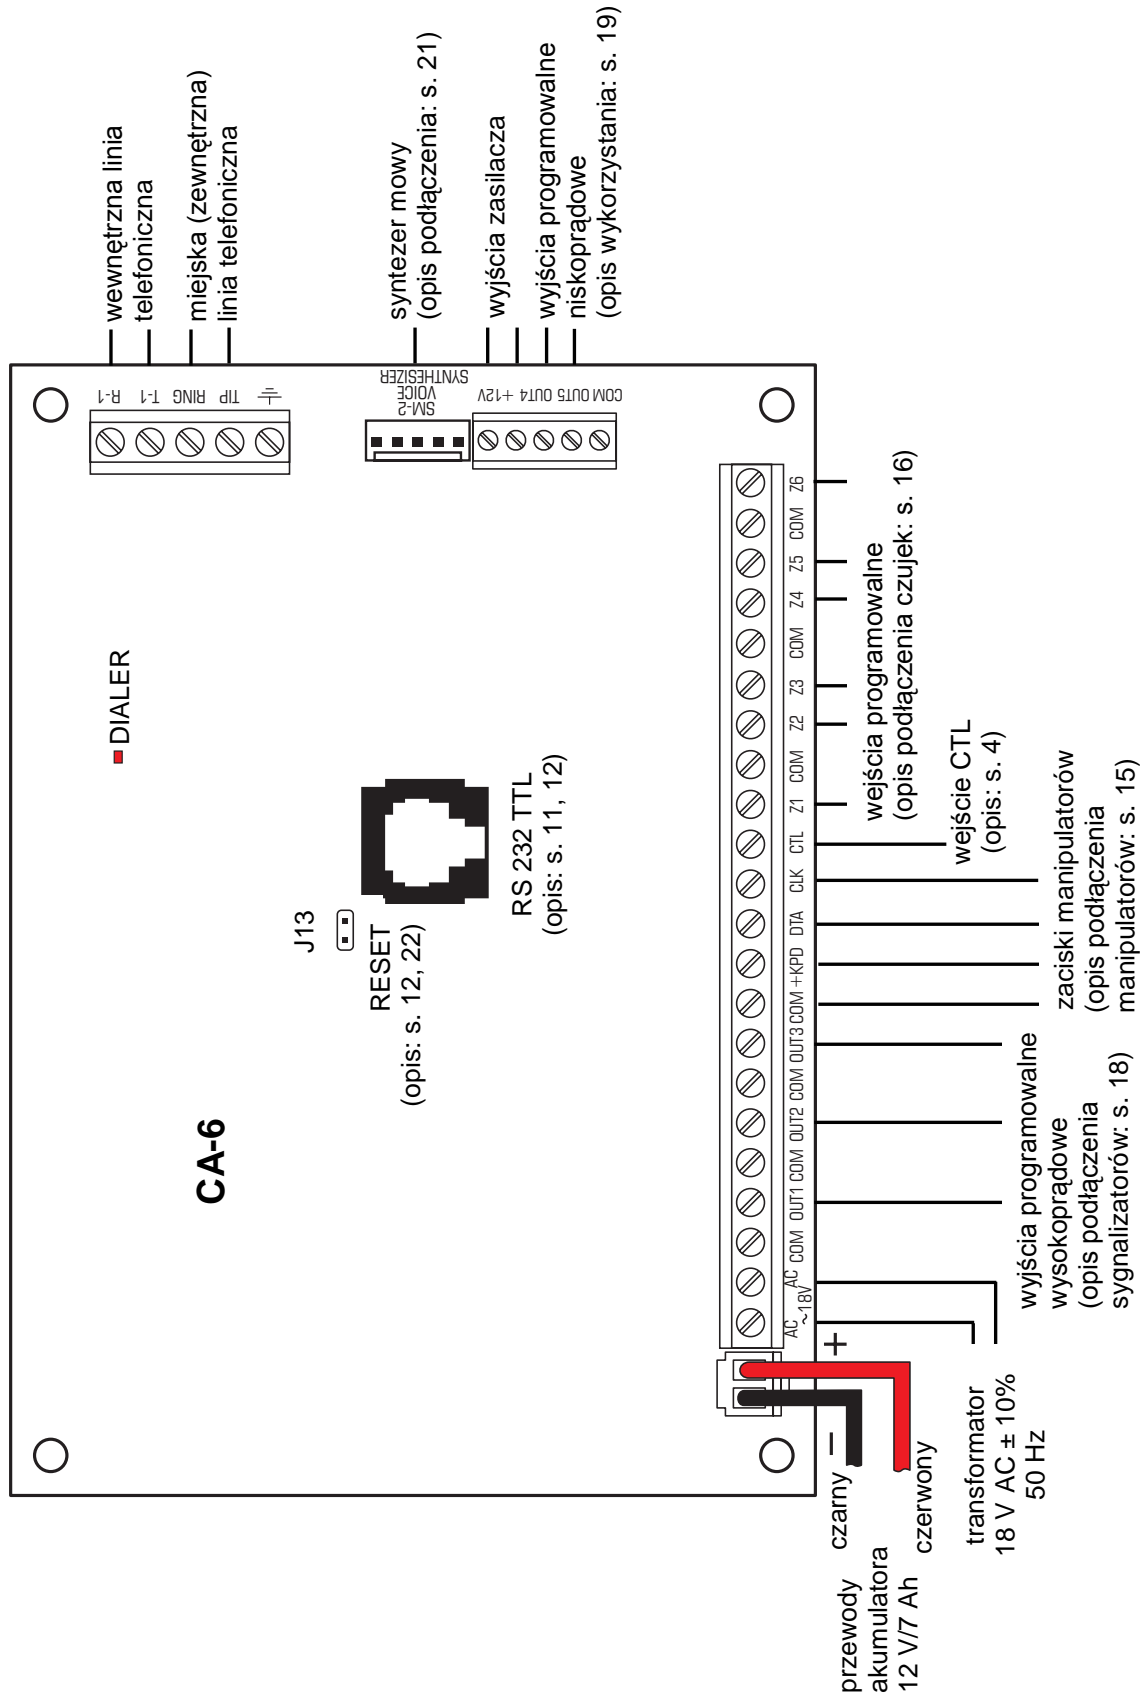 wewnętrzna linia
telefoniczna
miejska (zewnętrzna)
linia telefoniczna
syntezer mowy
(opis podłączenia: s. 21)
wyjścia zasilacza
wyjścia programowalne
niskoprądowe
(opis wykorzystania: s. 19)
R-1
T-1
RING
TIP
SM-2
VOICE
SYNTHESIZER
+12V
OUT4
OUT5
COM
DIALER
J13
RESET
(opis: s. 12, 22)
RS 232 TTL
(opis: s. 11, 12)
CA-6
AC ~18V AC COM OUT1 COM OUT2 COM OUT3 COM +KPD DTA CLK CTL Z1 COM Z2 Z3 COM Z4 Z5 COM Z6
wejścia programowalne
(opis podłączenia czujek: s. 16)
wejście CTL
(opis: s. 4)
zaciski manipulatorów
(opis podłączenia
manipulatorów: s. 15)
wyjścia programowalne
wysokoprądowe
(opis podłączenia
sygnalizatorów: s. 18)
transformator
18 V AC ± 10%
50 Hz
– +
czarny
czerwony
przewody
akumulatora
12 V/7 Ah